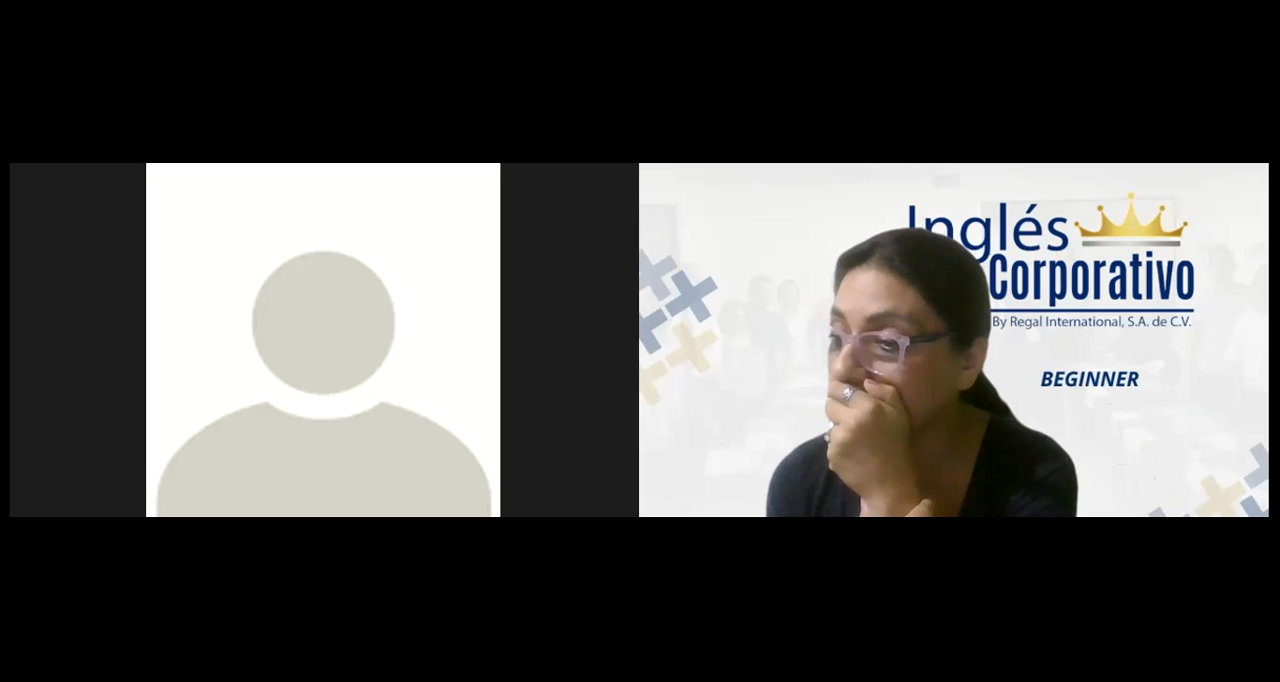 Inglés
Corporativo
By Regal International, S.A. de C.V.
BEGINNER